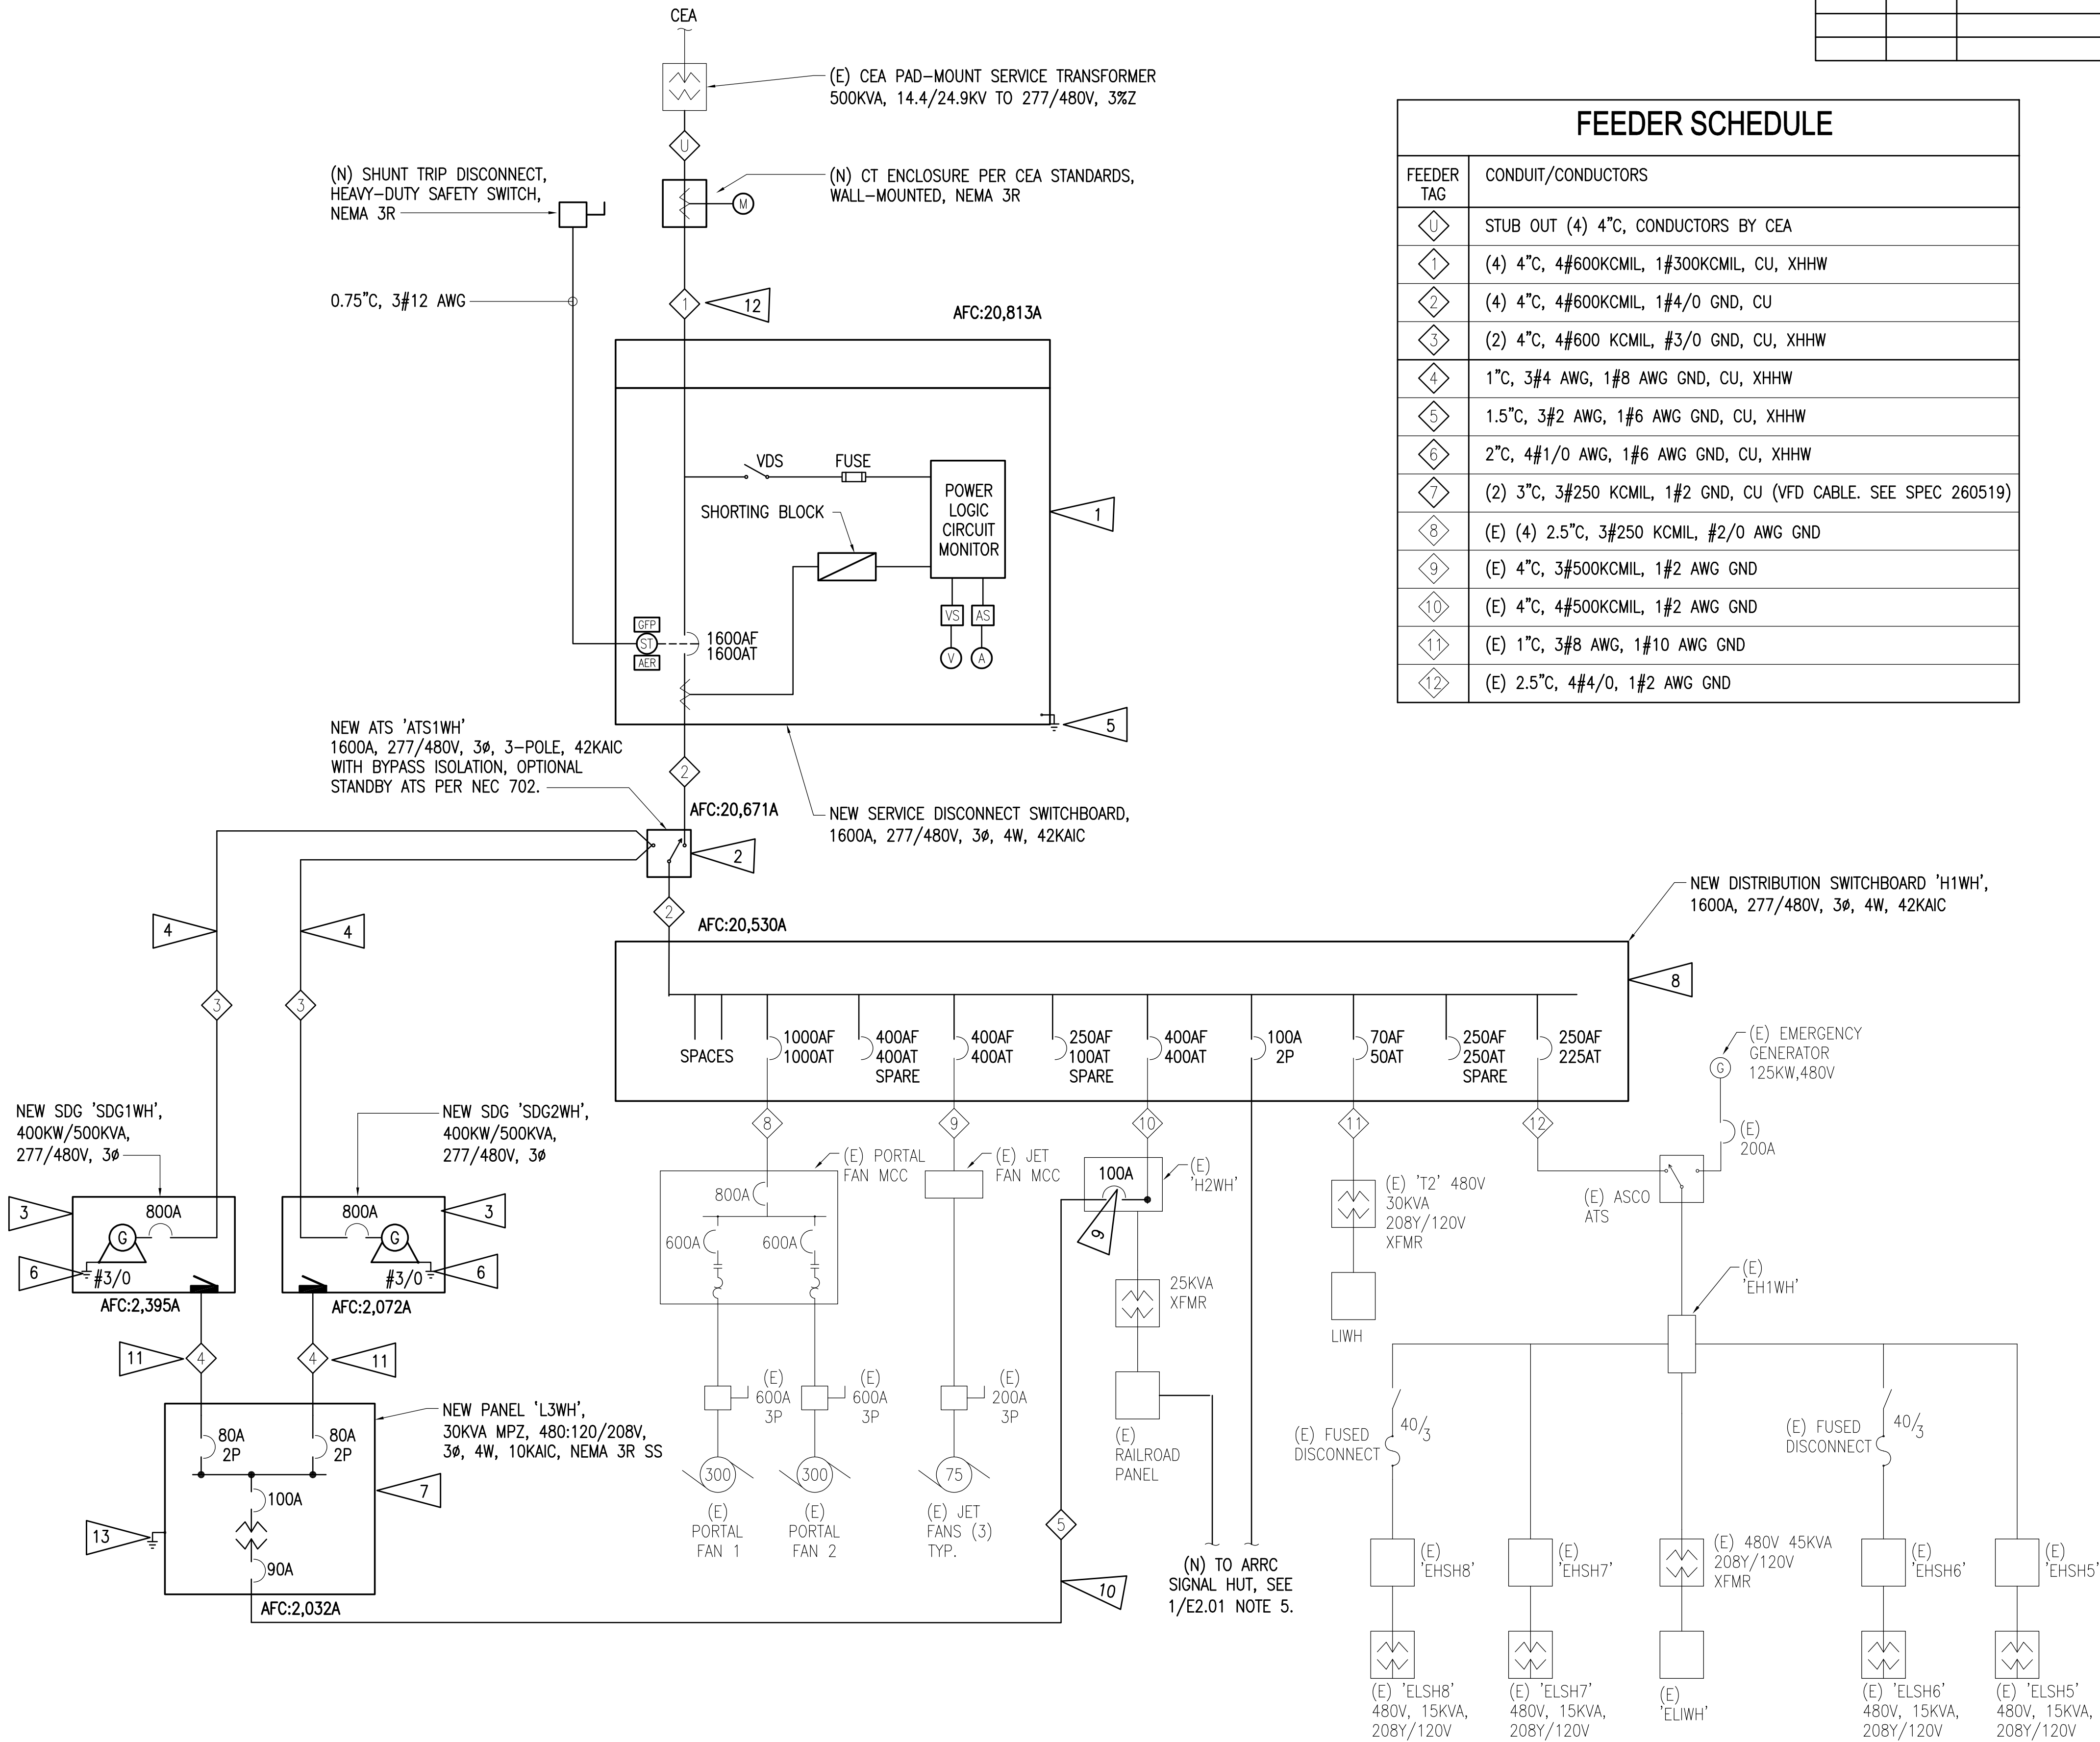 CEA
(E) CEA PAD-MOUNT SERVICE TRANSFORMER
500KVA, 14.4/24.9KV TO 277/480V, 3%Z
U
(N) SHUNT TRIP DISCONNECT,
HEAVY-DUTY SAFETY SWITCH,
NEMA 3R
(N) CT ENCLOSURE PER CEA STANDARDS,
WALL-MOUNTED, NEMA 3R
M
0.75"C, 3#12 AWG
1
12
AFC:20,813A
VDS
FUSE
POWER
LOGIC
CIRCUIT
MONITOR
SHORTING BLOCK
1
VS
AS
V
A
GFP
ST
AER
1600AF
1600AT
5
NEW ATS 'ATS1WH'
1600A, 277/480V, 3ø, 3-POLE, 42KAIC
WITH BYPASS ISOLATION, OPTIONAL
STANDBY ATS PER NEC 702.
2
AFC:20,671A
NEW SERVICE DISCONNECT SWITCHBOARD,
1600A, 277/480V, 3ø, 4W, 42KAIC
2
2
AFC:20,530A
FEEDER SCHEDULE
FEEDER
TAG
CONDUIT/CONDUCTORS
U STUB OUT (4) 4"C, CONDUCTORS BY CEA
1 (4) 4"C, 4#600KCMIL, 1#300KCMIL, CU, XHHW
2 (4) 4"C, 4#600KCMIL, 1#4/0 GND, CU
3 (2) 4"C, 4#600 KCMIL, #3/0 GND, CU, XHHW
4 1"C, 3#4 AWG, 1#8 AWG GND, CU, XHHW
5 1.5"C, 3#2 AWG, 1#6 AWG GND, CU, XHHW
6 2"C, 4#1/0 AWG, 1#6 AWG GND, CU, XHHW
7 (2) 3"C, 3#250 KCMIL, 1#2 GND, CU (VFD CABLE. SEE SPEC 260519)
8 (E) (4) 2.5"C, 3#250 KCMIL, #2/0 AWG GND
9 (E) 4"C, 3#500KCMIL, 1#2 AWG GND
10 (E) 4"C, 4#500KCMIL, 1#2 AWG GND
11 (E) 1"C, 3#8 AWG, 1#10 AWG GND
12 (E) 2.5"C, 4#4/0, 1#2 AWG GND
NEW DISTRIBUTION SWITCHBOARD 'H1WH',
1600A, 277/480V, 3ø, 4W, 42KAIC
8
SPACES
1000AF
1000AT
400AF
400AT
SPARE
400AF
400AT
250AF
100AT
SPARE
400AF
400AT
100A
2P
70AF
50AT
250AF
250AT
SPARE
250AF
225AT
8
9
10
11
12
(E) EMERGENCY
GENERATOR
125KW,480V
G
(E)
200A
(E) ASCO
ATS
(E)
'EH1WH'
4
4
3
3
NEW SDG 'SDG1WH',
400KW/500KVA,
277/480V, 3ø
NEW SDG 'SDG2WH',
400KW/500KVA,
277/480V, 3ø
3
800A
G
6
#3/0
AFC:2,395A
800A
G
3
#3/0
6
AFC:2,072A
11
4
4
11
80A
2P
80A
2P
100A
90A
NEW PANEL 'L3WH',
30KVA MPZ, 480:120/208V,
3ø, 4W, 10KAIC, NEMA 3R SS
7
13
AFC:2,032A
(E) PORTAL
FAN MCC
800A
600A
600A
(E)
600A
3P
(E)
600A
3P
300
300
(E)
PORTAL
FAN 1
(E)
PORTAL
FAN 2
(E) JET
FAN MCC
(E)
200A
3P
75
(E) JET
FANS (3)
TYP.
100A
(E)
'H2WH'
9
25KVA
XFMR
(E)
RAILROAD
PANEL
5
10
(N) TO ARRC
SIGNAL HUT, SEE
1/E2.01 NOTE 5.
(E) 'T2' 480V
30KVA
208Y/120V
XFMR
LIWH
(E) FUSED
DISCONNECT
40/3
(E) FUSED
DISCONNECT
40/3
(E)
'EHSH8'
(E)
'EHSH7'
(E) 480V 45KVA
208Y/120V
XFMR
(E)
'EHSH6'
(E)
'EHSH5'
(E) 'ELSH8'
480V, 15KVA,
208Y/120V
(E) 'ELSH7'
480V, 15KVA,
208Y/120V
(E)
'ELIWH'
(E) 'ELSH6'
480V, 15KVA,
208Y/120V
(E) 'ELSH5'
480V, 15KVA,
208Y/120V